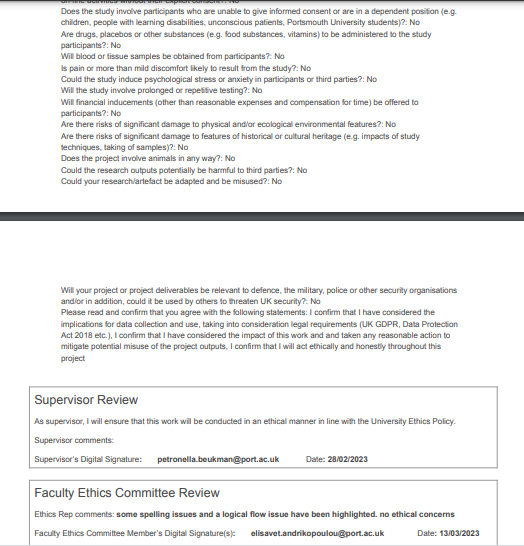 on-line activities without their explicit consent?: No
Does the study involve participants who are unable to give informed consent or are in a dependent position (e.g.
children, people with learning disabilities, unconscious patients, Portsmouth University students)?: No
Are drugs, placebos or other substances (e.g. food substances, vitamins) to be administered to the study
participants?: No
Will blood or tissue samples be obtained from participants?: No
Is pain or more than mild discomfort likely to result from the study?: No
Could the study induce psychological stress or anxiety in participants or third parties?: No
Will the study involve prolonged or repetitive testing?: No
Will financial inducements (other than reasonable expenses and compensation for time) be offered to
participants?: No
Are there risks of significant damage to physical and/or ecological environmental features?: No
Are there risks of significant damage to features of historical or cultural heritage (e.g. impacts of study
techniques, taking of samples)?: No
Does the project involve animals in any way?: No
Could the research outputs potentially be harmful to third parties?: No
Could your research/artefact be adapted and be misused?: No
Will your project or project deliverables be relevant to defence, the military, police or other security organisations
and/or in addition, could it be used by others to threaten UK security?: No
Please read and confirm that you agree with the following statements: I confirm that I have considered the
implications for data collection and use, taking into consideration legal requirements (UK GDPR, Data Protection
Act 2018 etc.), I confirm that I have considered the impact of this work and and taken any reasonable action to
mitigate potential misuse of the project outputs, I confirm that I will act ethically and honestly throughout this
project
Supervisor Review
As supervisor, I will ensure that this work will be conducted in an ethical manner in line with the University Ethics Policy.
Supervisor comments:
Supervisor's Digital Signature: petronella.beukman@port.ac.uk Date: 28/02/2023
Faculty Ethics Committee Review
Ethics Rep comments: some spelling issues and a logical flow issue have been highlighted. no ethical concerns
Faculty Ethics Committee Member's Digital Signature(s): elisavet.andrikopoulou@port.ac.uk Date: 13/03/2023